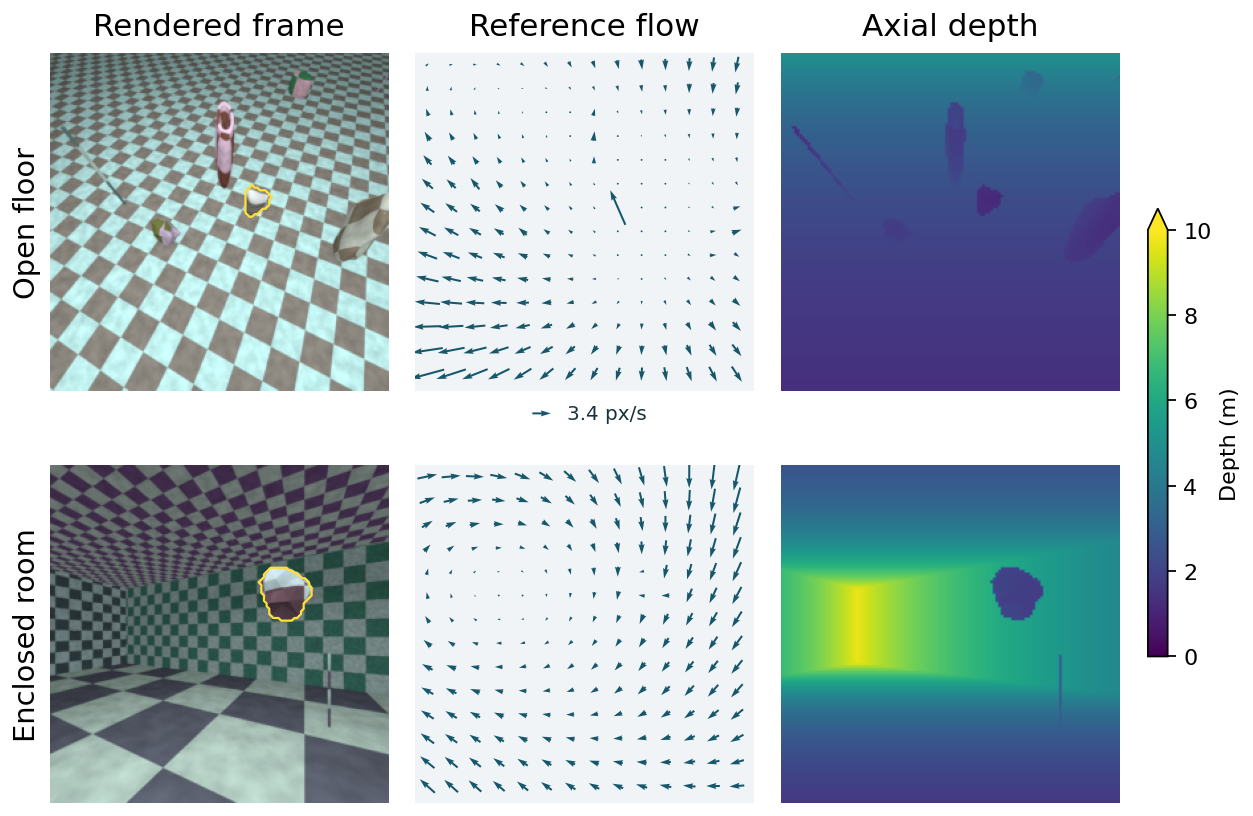 Rendered frame
Reference flow
Axial depth
Open floor
3.4 px/s
Enclosed room
10
8
6
4
2
0
Depth (m)